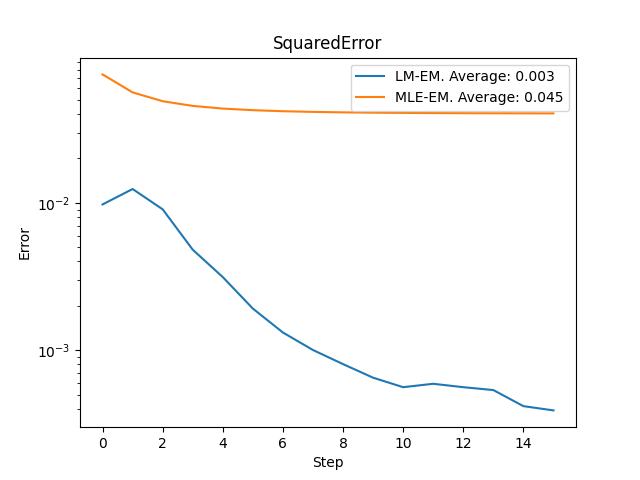 SquaredError
LM-EM. Average: 0.003
MLE-EM. Average: 0.045
Error
10⁻²
10⁻³
0 2 4 6 8 10 12 14
Step